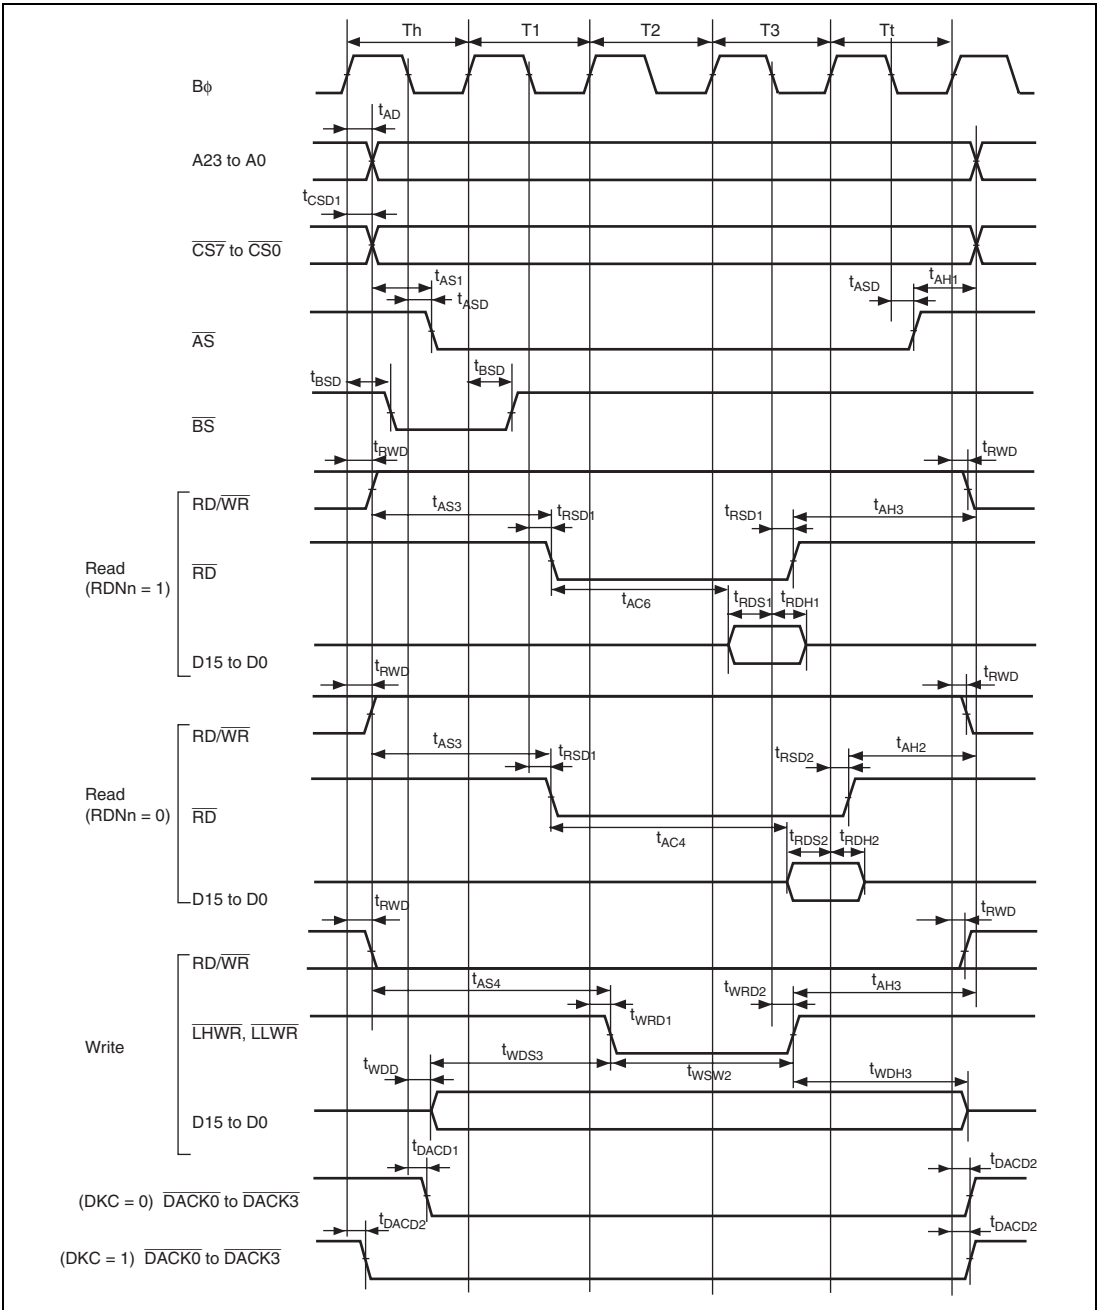 Th T1 T2 T3 Tt
Bϕ
tAD
A23 to A0
tCSD1
CS7 to CS0
tAS1
tASD
tASD
tAH1
AS
tBSD
tBSD
BS
tRWD
tRWD
RD/WR
tAS3
tRSD1
tRSD1
tAH3
Read
(RDNn = 1)
RD
tAC6
tRDS1
tRDH1
D15 to D0
tRWD
tRWD
RD/WR
tAS3
tRSD1
tRSD2
tAH2
Read
(RDNn = 0)
RD
tAC4
tRDS2
tRDH2
D15 to D0
tRWD
tRWD
RD/WR
tAS4
tWRD1
tWRD2
tAH3
LHWR, LLWR
Write
tWDD
tWDS3
tWSW2
tWDH3
D15 to D0
tDACD1
tDACD2
(DKC = 0) DACK0 to DACK3
tDACD2
tDACD2
(DKC = 1) DACK0 to DACK3